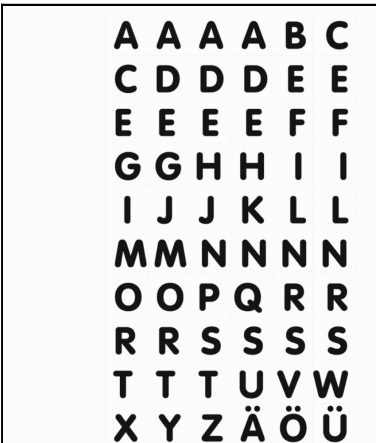 A A A A B C
C D D D E E
E E E E F F
G G H H I I
I J J K L L
M M N N N N
O O P Q R R
R R S S S S
T T T U V W
X Y Z Ä Ö Ü